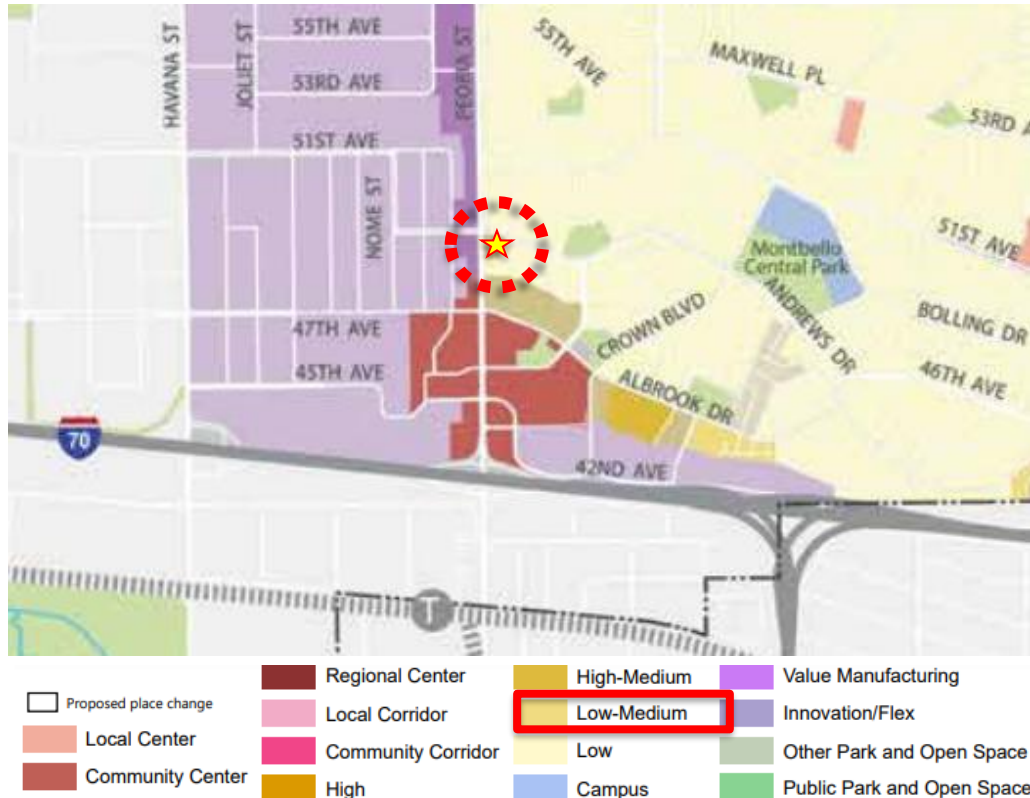 HAVANA ST
JOLIET ST
55TH AVE
PEORIA ST
53RD AVE
51ST AVE
NOME ST
55TH AVE
MAXWELL PL
53RD A
51ST AVE
Montbello
Central Park
ANDREWS DR
BOLLING DR
CROWN BLVD
46TH AVE
47TH AVE
45TH AVE
ALBROOK DR
42ND AVE
70
T
Proposed place change
Local Center
Community Center
Regional Center
Local Corridor
Community Corridor
High
High-Medium
Low-Medium
Low
Campus
Value Manufacturing
Innovation/Flex
Other Park and Open Space
Public Park and Open Space